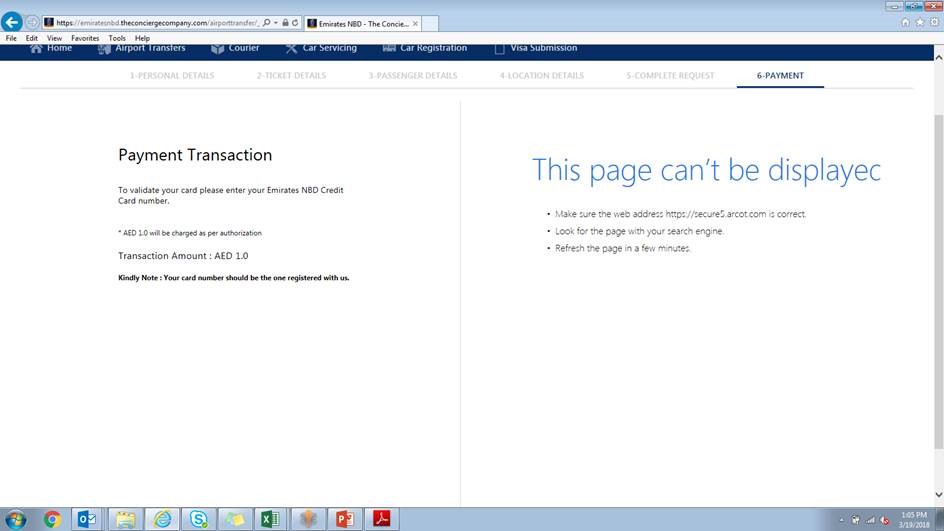 https://emiratesnbd.theconciergecompany.com/airporttransfer/_
Emirates NBD - The Concie...
File Edit View Favorites Tools Help
Home Airport Transfers Courier Car Servicing Car Registration Visa Submission
1-PERSONAL DETAILS 2-TICKET DETAILS 3-PASSENGER DETAILS 4-LOCATION DETAILS 5-COMPLETE REQUEST 6-PAYMENT
Payment Transaction
To validate your card please enter your Emirates NBD Credit
Card number.
* AED 1.0 will be charged as per authorization
Transaction Amount : AED 1.0
Kindly Note : Your card number should be the one registered with us.
This page can't be displayec
• Make sure the web address https://secure5.arcot.com is correct.
• Look for the page with your search engine.
• Refresh the page in a few minutes.
1:05 PM
3/19/2018